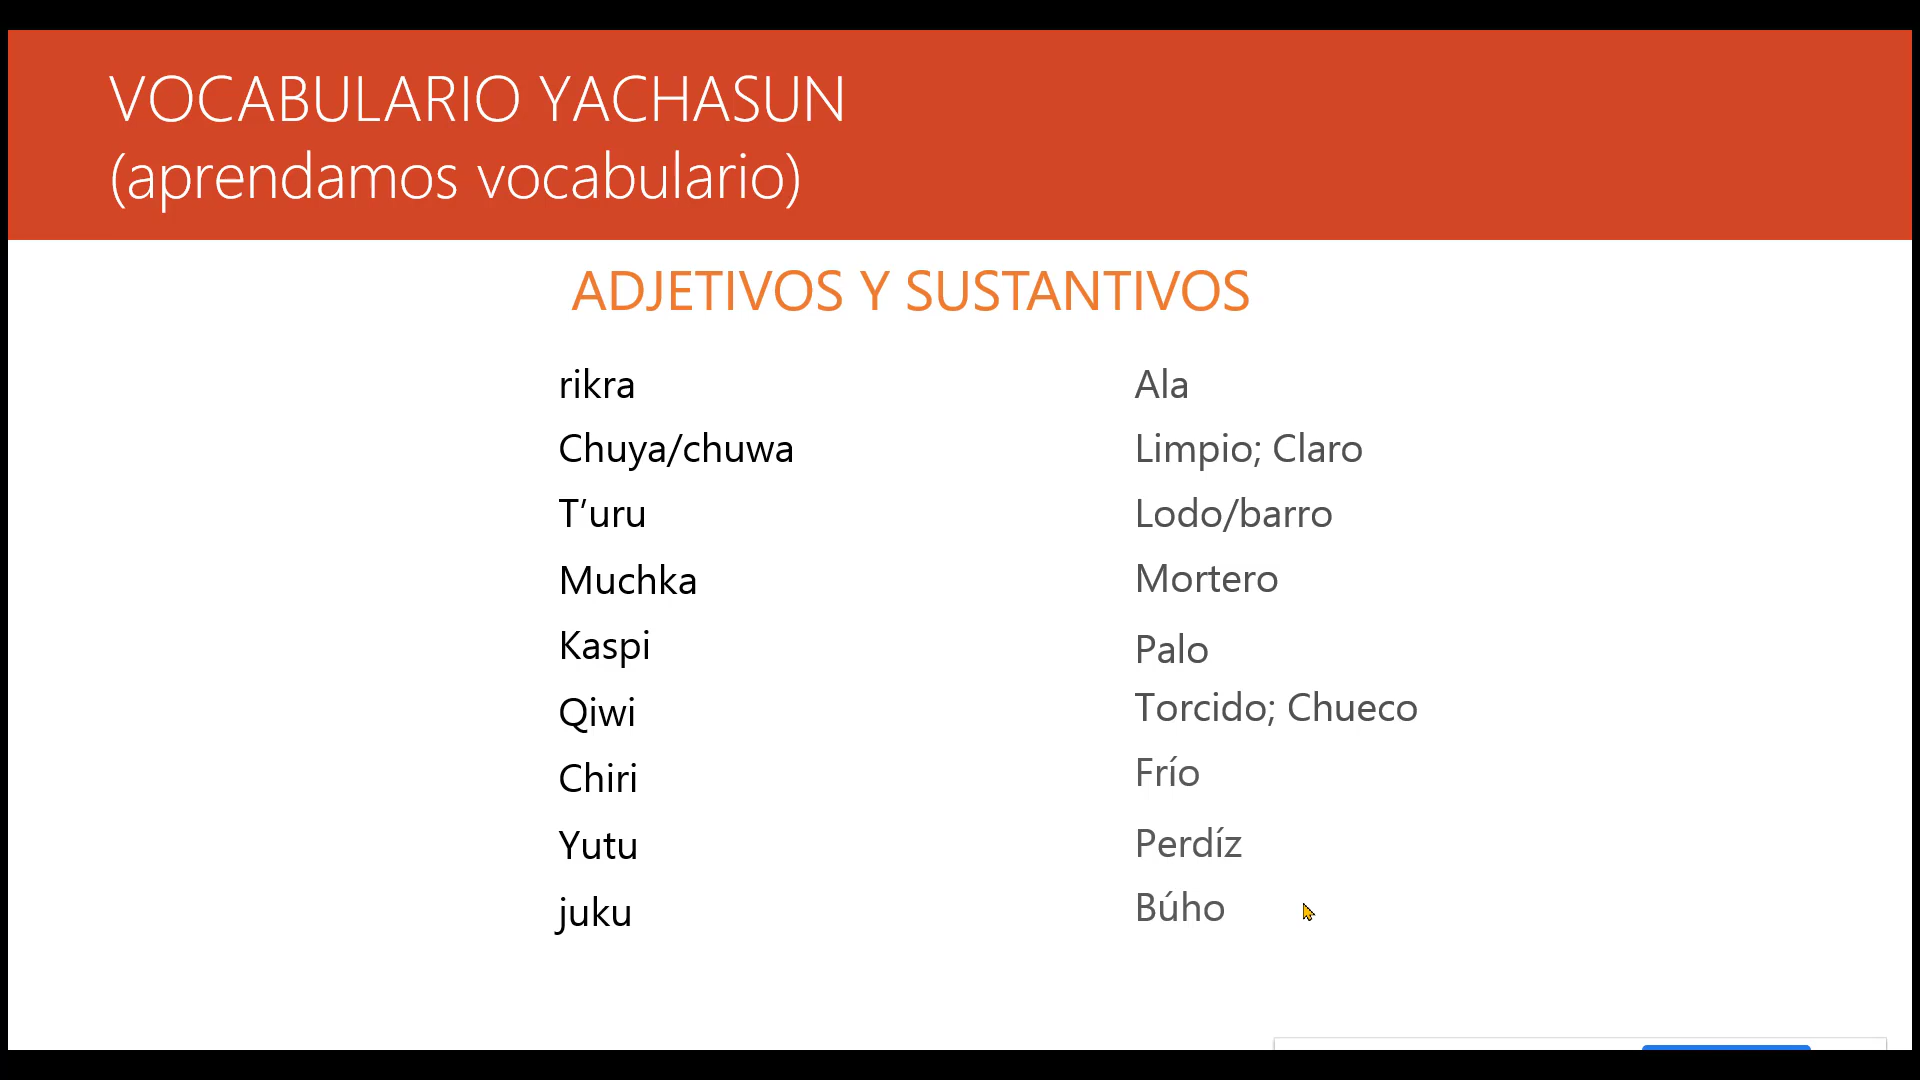 VOCABULARIO YACHASUN
(aprendamos vocabulario)
ADJETIVOS Y SUSTANTIVOS
rikra Ala
Chuya/chuwa Limpio; Claro
T’uru Lodo/barro
Muchka Mortero
Kaspi Palo
Qiwi Torcido; Chueco
Chiri Frío
Yutu Perdíz
juku Búho